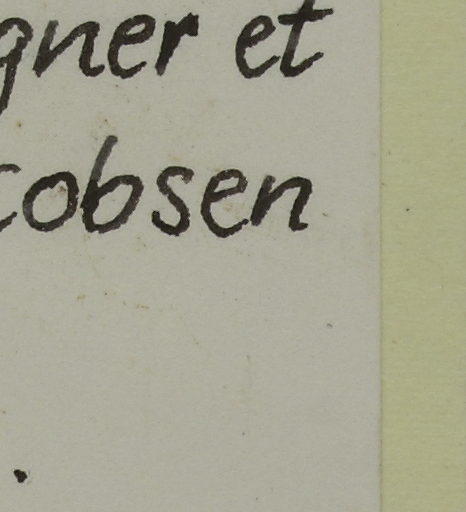 gner et
cobsen
.